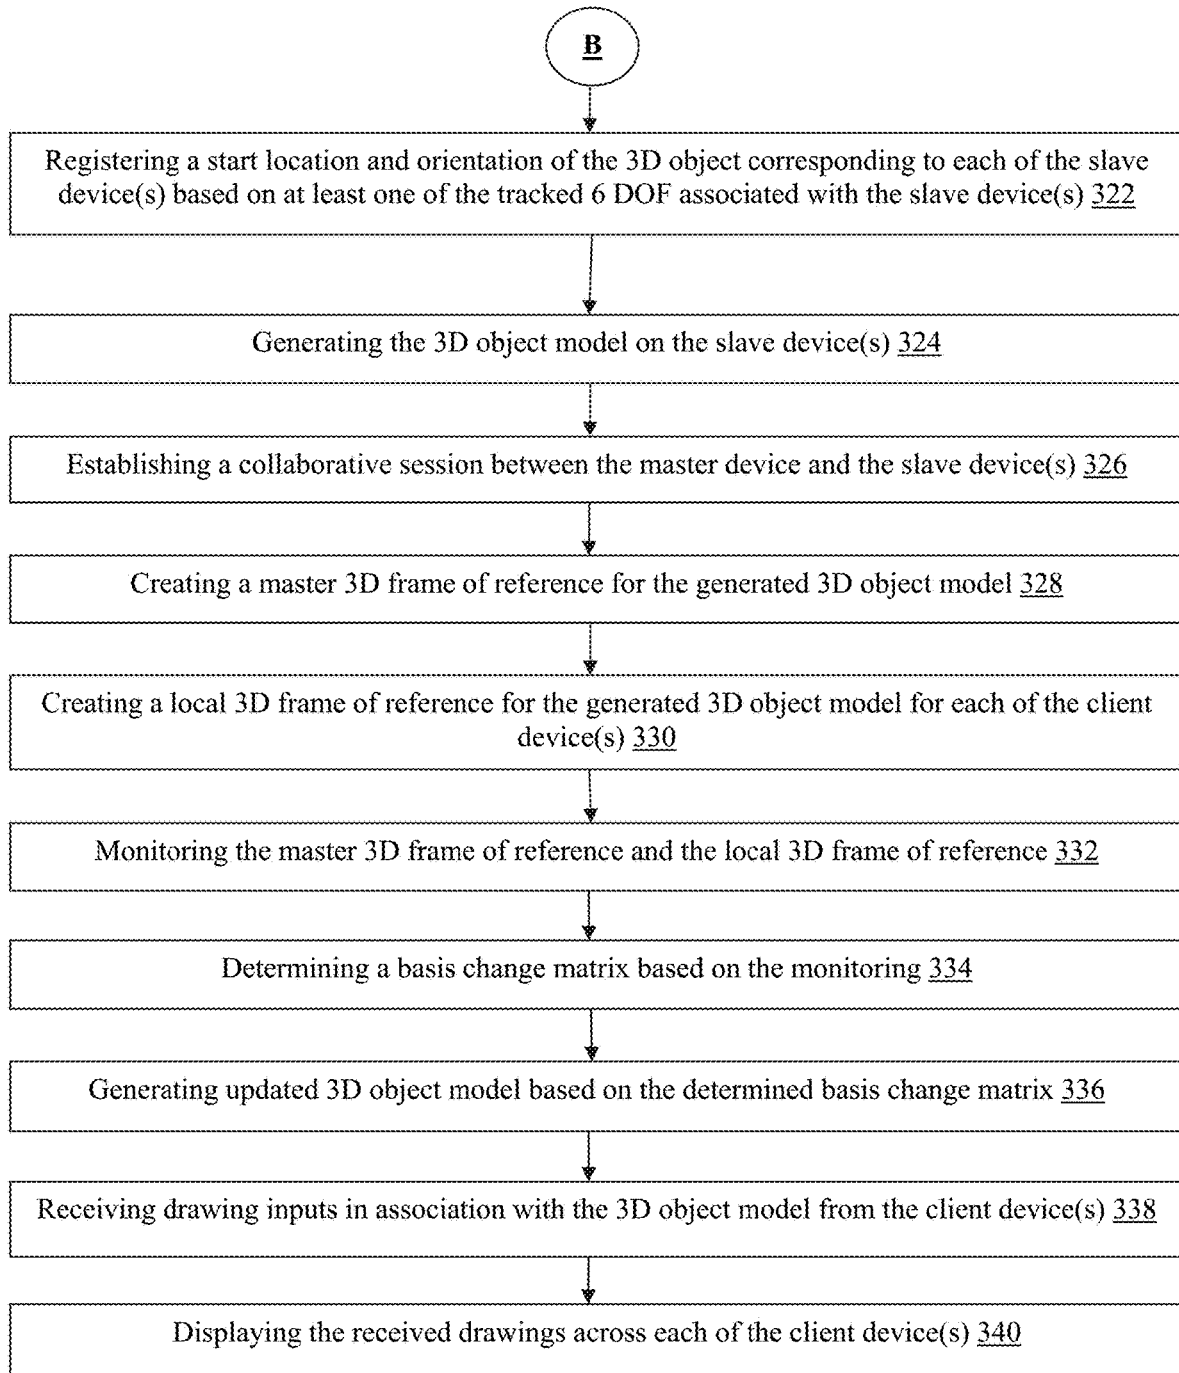 B
Registering a start location and orientation of the 3D object corresponding to each of the slave
device(s) based on at least one of the tracked 6 DOF associated with the slave device(s) 322
Generating the 3D object model on the slave device(s) 324
Establishing a collaborative session between the master device and the slave device(s) 326
Creating a master 3D frame of reference for the generated 3D object model 328
Creating a local 3D frame of reference for the generated 3D object model for each of the client
device(s) 330
Monitoring the master 3D frame of reference and the local 3D frame of reference 332
Determining a basis change matrix based on the monitoring 334
Generating updated 3D object model based on the determined basis change matrix 336
Receiving drawing inputs in association with the 3D object model from the client device(s) 338
Displaying the received drawings across each of the client device(s) 340